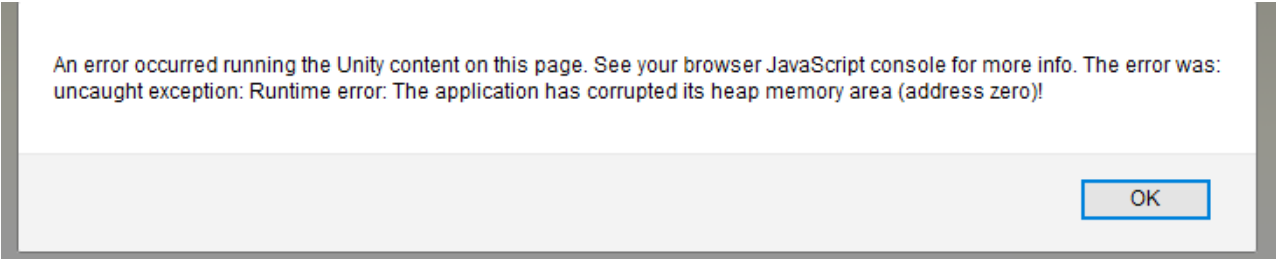 An error occurred running the Unity content on this page. See your browser JavaScript console for more info. The error was:
uncaught exception: Runtime error: The application has corrupted its heap memory area (address zero)!
OK